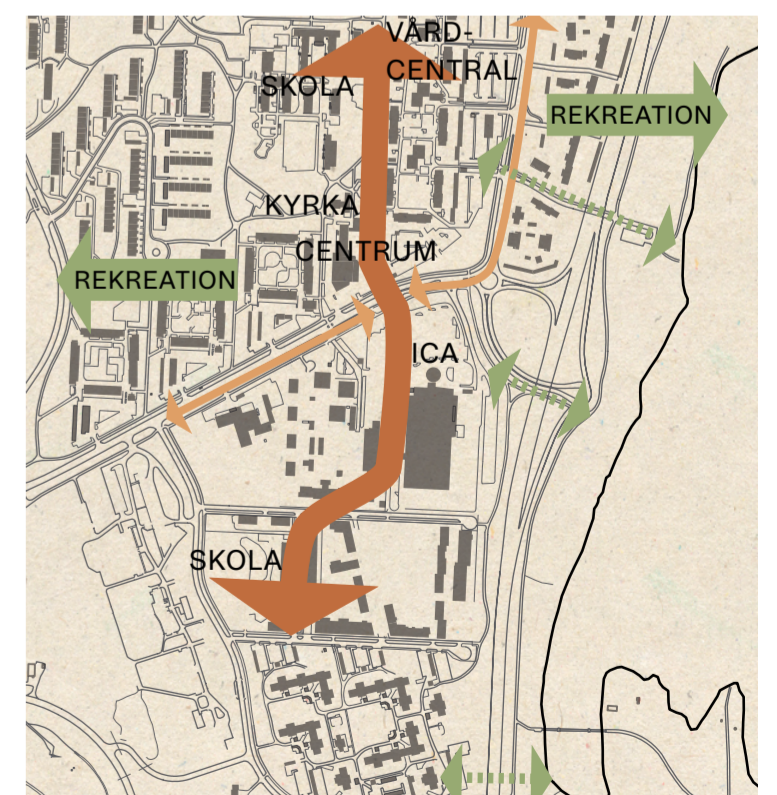 VÅRD-
CENTRAL
SKOLA
REKREATION
KYRKA
CENTRUM
REKREATION
ICA
SKOLA